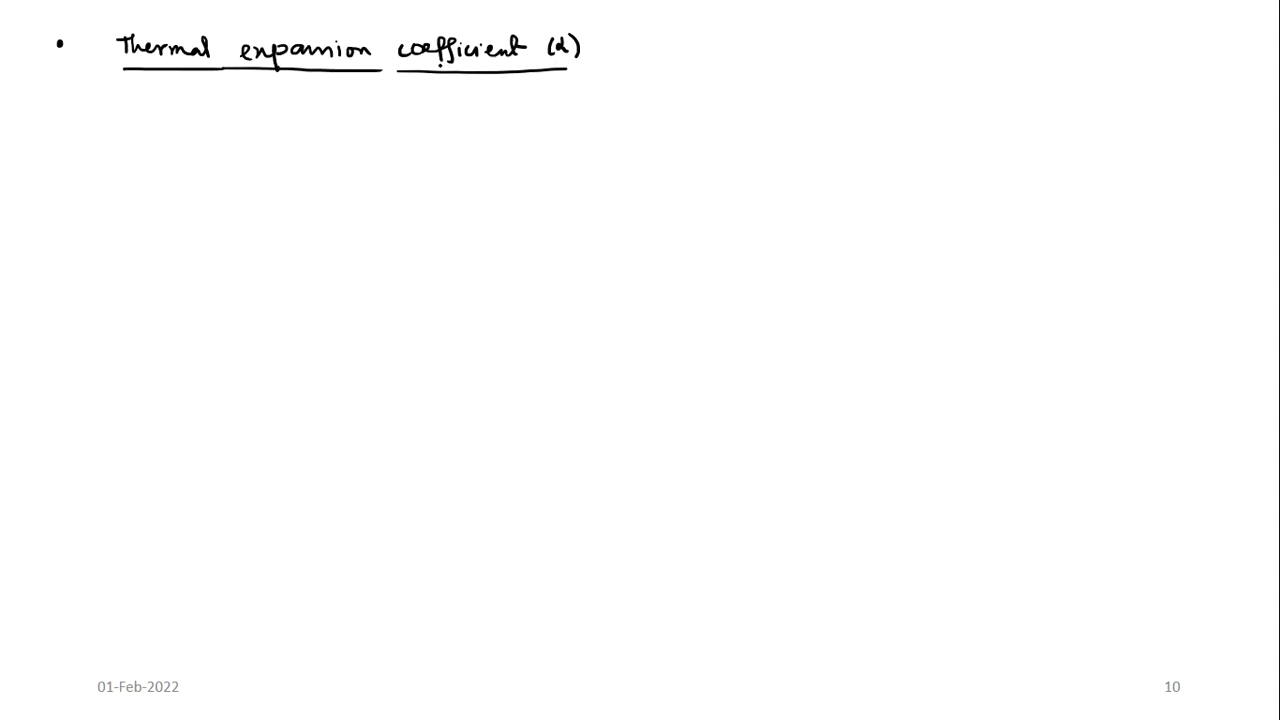 • Thermal expansion coefficient (α)
01-Feb-2022
10